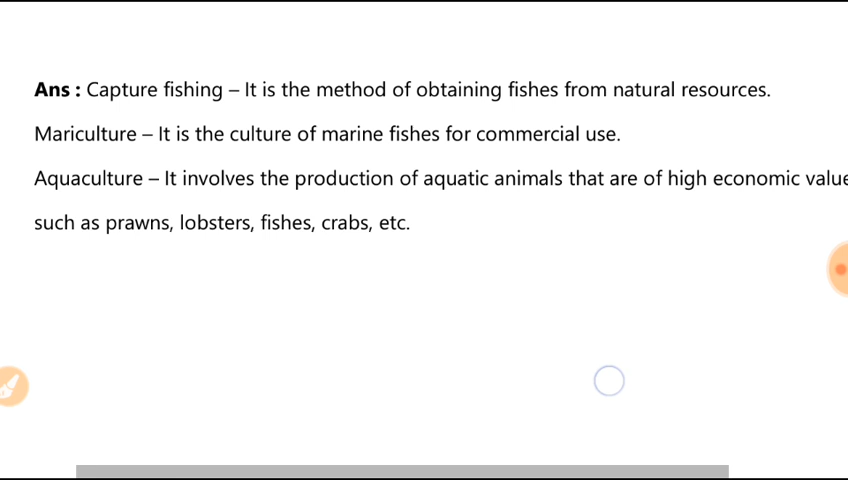 Ans : Capture fishing – It is the method of obtaining fishes from natural resources.
Mariculture – It is the culture of marine fishes for commercial use.
Aquaculture – It involves the production of aquatic animals that are of high economic value
such as prawns, lobsters, fishes, crabs, etc.